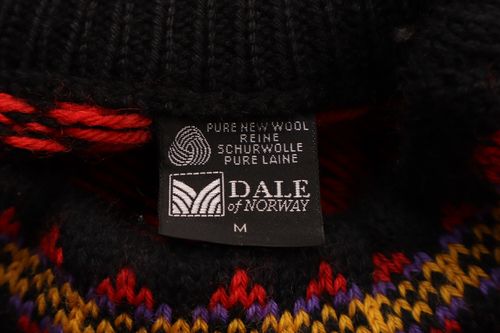 PURE NEW WOOL
REINE
SCHURWOLLE
PURE LAINE
DALE
of NORWAY
M